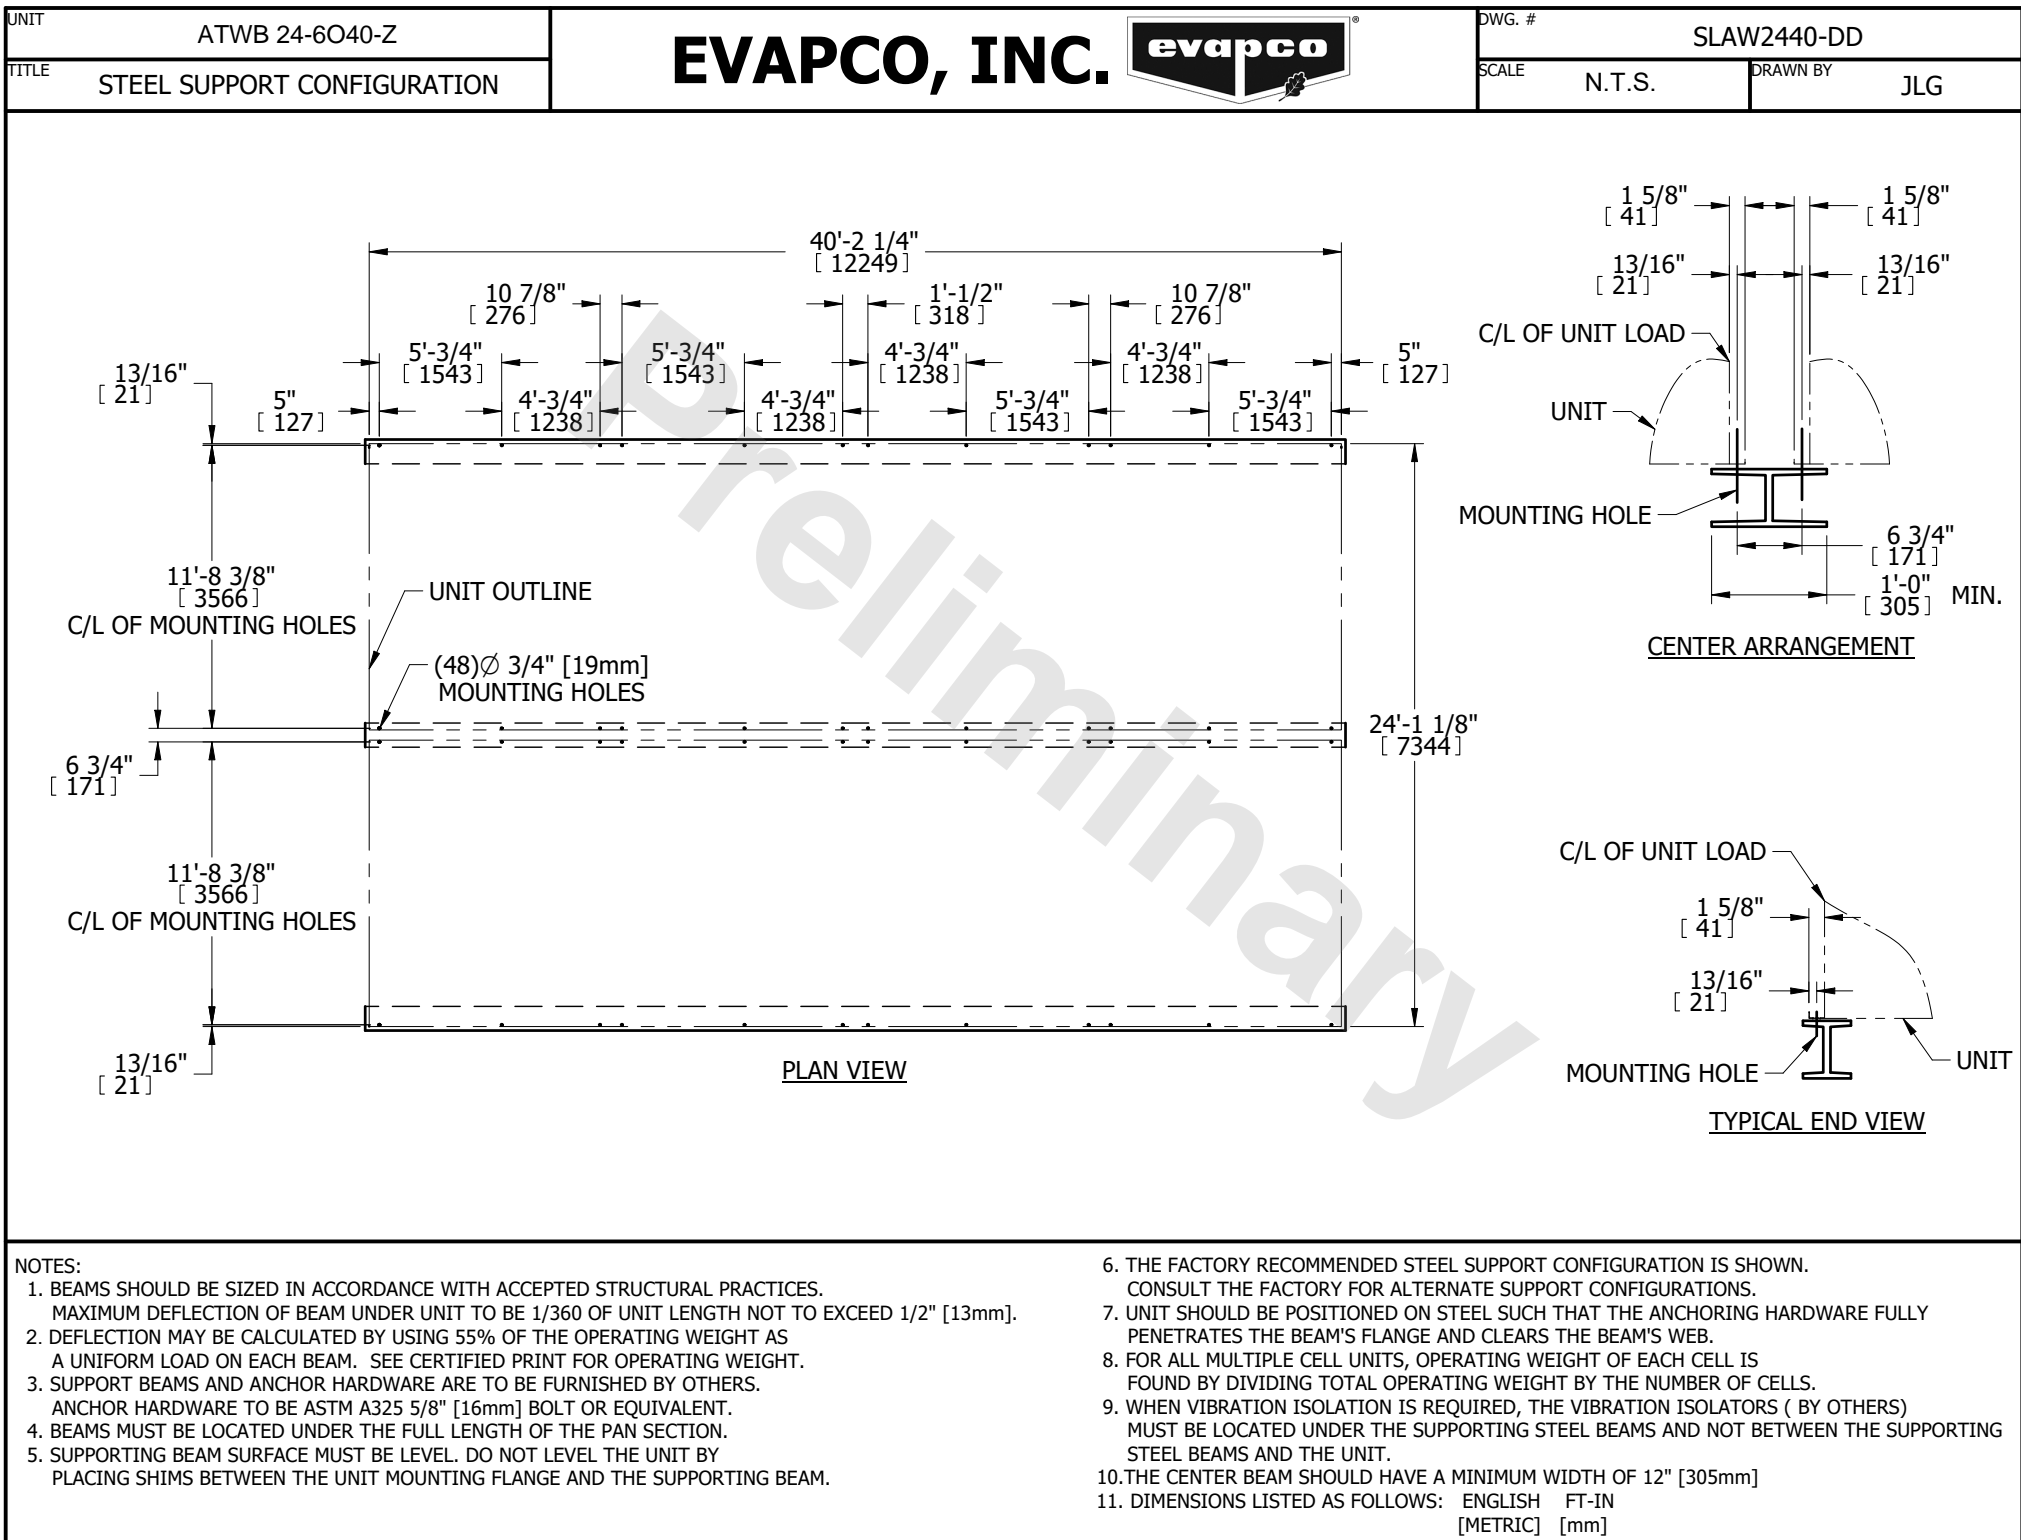 UNIT
ATWB 24-6O40-Z
TITLE
STEEL SUPPORT CONFIGURATION
EVAPCO, INC.
evapco
®
DWG. #
SLAW2440-DD
SCALE
N.T.S.
DRAWN BY
JLG
40'-2 1/4"
[ 12249]
10 7/8"
[ 276]
1'-1/2"
[ 318 ]
10 7/8"
[ 276]
5'-3/4"
[ 1543]
5'-3/4"
[ 1543]
4'-3/4"
[ 1238]
4'-3/4"
[ 1238]
5"
[ 127]
13/16"
[ 21]
5"
[ 127]
4'-3/4"
[ 1238]
4'-3/4"
[ 1238]
5'-3/4"
[ 1543]
5'-3/4"
[ 1543]
11'-8 3/8"
[ 3566]
C/L OF MOUNTING HOLES
UNIT OUTLINE
(48)Ø 3/4" [19mm]
MOUNTING HOLES
6 3/4"
[ 171]
24'-1 1/8"
[ 7344]
11'-8 3/8"
[ 3566]
C/L OF MOUNTING HOLES
13/16"
[ 21]
PLAN VIEW
Preliminary
1 5/8"
[ 41]
1 5/8"
[ 41]
13/16"
[ 21]
13/16"
[ 21]
C/L OF UNIT LOAD
UNIT
MOUNTING HOLE
6 3/4"
[ 171]
1'-0"
[ 305] MIN.
CENTER ARRANGEMENT
C/L OF UNIT LOAD
1 5/8"
[ 41]
13/16"
[ 21]
MOUNTING HOLE
UNIT
TYPICAL END VIEW
NOTES:
1. BEAMS SHOULD BE SIZED IN ACCORDANCE WITH ACCEPTED STRUCTURAL PRACTICES.
MAXIMUM DEFLECTION OF BEAM UNDER UNIT TO BE 1/360 OF UNIT LENGTH NOT TO EXCEED 1/2" [13mm].
2. DEFLECTION MAY BE CALCULATED BY USING 55% OF THE OPERATING WEIGHT AS
A UNIFORM LOAD ON EACH BEAM. SEE CERTIFIED PRINT FOR OPERATING WEIGHT.
3. SUPPORT BEAMS AND ANCHOR HARDWARE ARE TO BE FURNISHED BY OTHERS.
ANCHOR HARDWARE TO BE ASTM A325 5/8" [16mm] BOLT OR EQUIVALENT.
4. BEAMS MUST BE LOCATED UNDER THE FULL LENGTH OF THE PAN SECTION.
5. SUPPORTING BEAM SURFACE MUST BE LEVEL. DO NOT LEVEL THE UNIT BY
PLACING SHIMS BETWEEN THE UNIT MOUNTING FLANGE AND THE SUPPORTING BEAM.
6. THE FACTORY RECOMMENDED STEEL SUPPORT CONFIGURATION IS SHOWN.
CONSULT THE FACTORY FOR ALTERNATE SUPPORT CONFIGURATIONS.
7. UNIT SHOULD BE POSITIONED ON STEEL SUCH THAT THE ANCHORING HARDWARE FULLY
PENETRATES THE BEAM'S FLANGE AND CLEARS THE BEAM'S WEB.
8. FOR ALL MULTIPLE CELL UNITS, OPERATING WEIGHT OF EACH CELL IS
FOUND BY DIVIDING TOTAL OPERATING WEIGHT BY THE NUMBER OF CELLS.
9. WHEN VIBRATION ISOLATION IS REQUIRED, THE VIBRATION ISOLATORS ( BY OTHERS)
MUST BE LOCATED UNDER THE SUPPORTING STEEL BEAMS AND NOT BETWEEN THE SUPPORTING
STEEL BEAMS AND THE UNIT.
10.THE CENTER BEAM SHOULD HAVE A MINIMUM WIDTH OF 12" [305mm]
11. DIMENSIONS LISTED AS FOLLOWS: ENGLISH FT-IN
[METRIC] [mm]